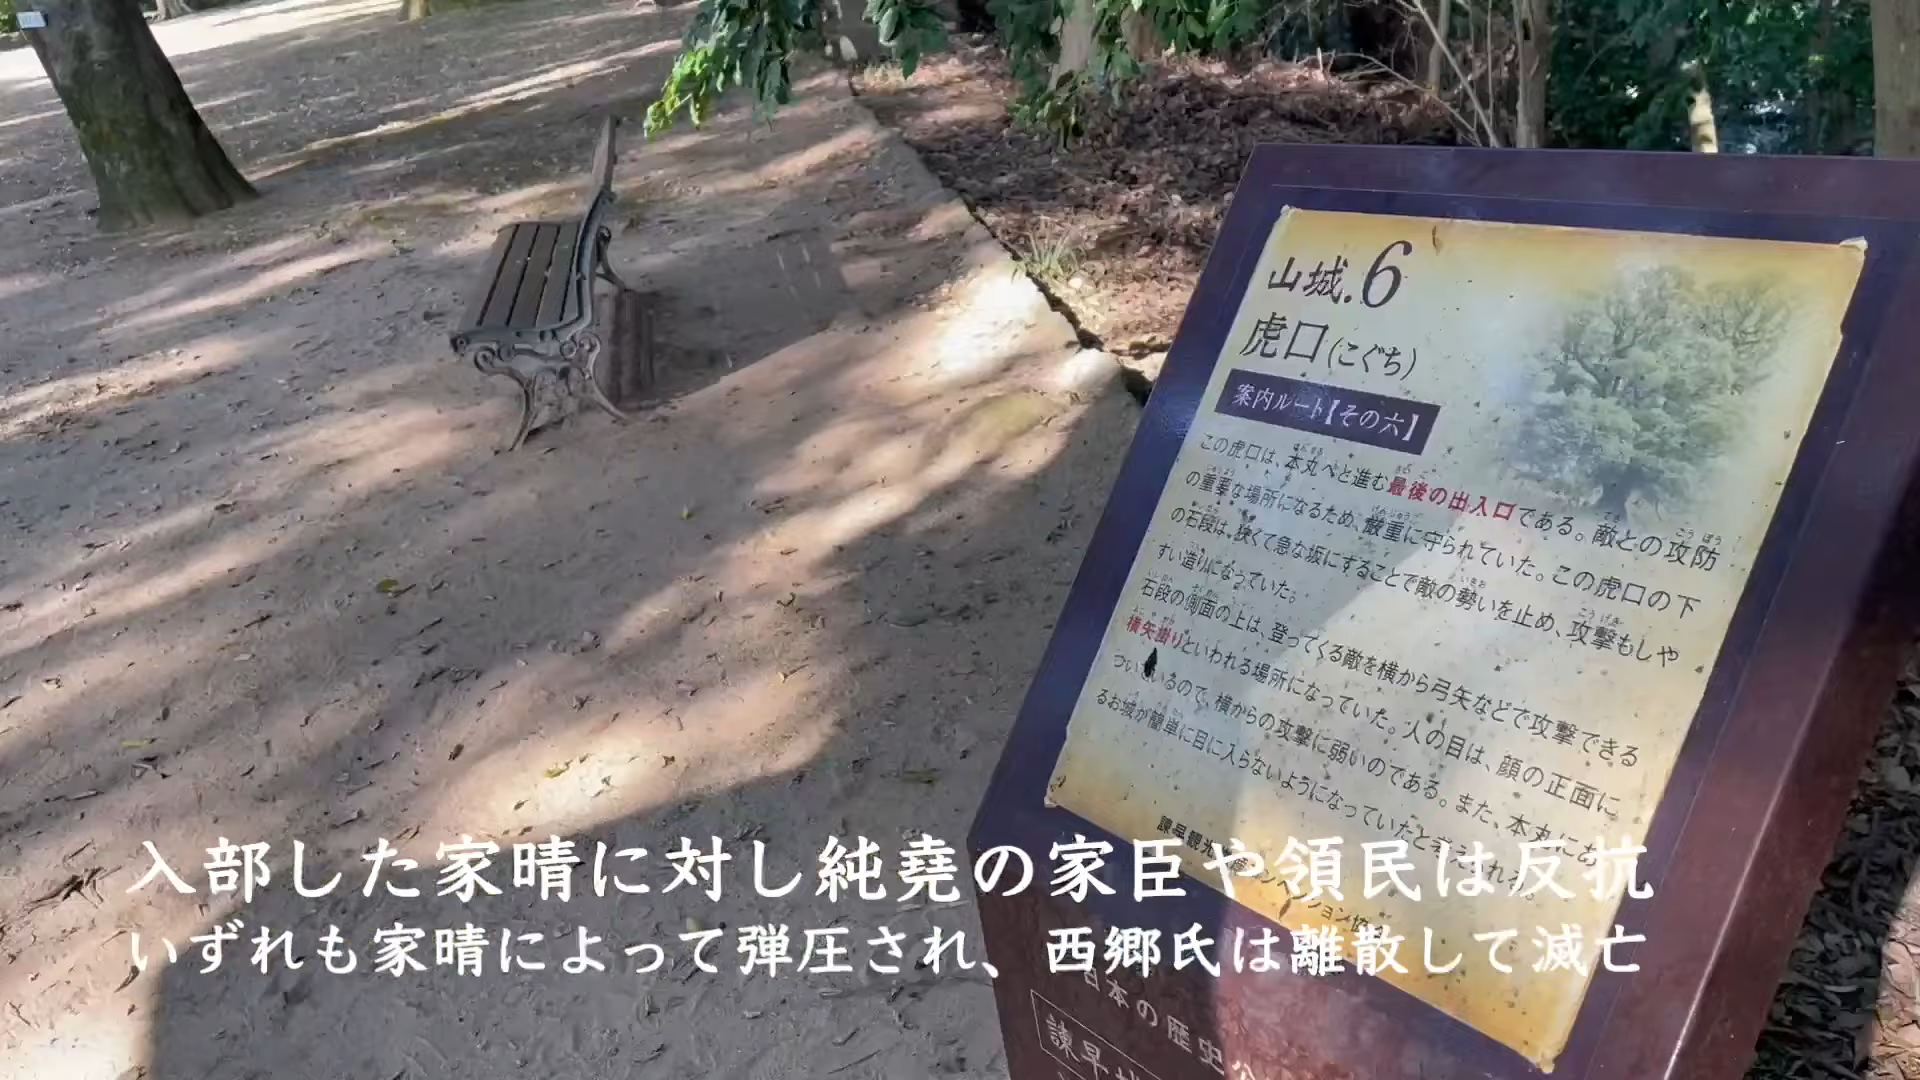 山城.6
虎口(こぐち)
案内ルート【その六】
この虎口は、本丸へと進む最後の出入口である。敵との攻防
の重要な場所になるため、厳重に守られていた。この虎口の下
の石段は、狭くて急な坂にすることで敵の勢いを止め、攻撃もしや
すい造りになっていた。
石段の側面の上は、登ってくる敵を横から弓矢などで攻撃できる
横矢掛りといわれる場所になっていた。人の目は、顔の正面に
ついているので、横からの攻撃に弱いのである。また、本丸にあ
るお城が簡単に目に入らないようになっていたと考えられる。
諫早観光
日本の歴史公
諫早
入部した家晴に対し純堯の家臣や領民は反抗
いずれも家晴によって弾圧され、西郷氏は離散して滅亡